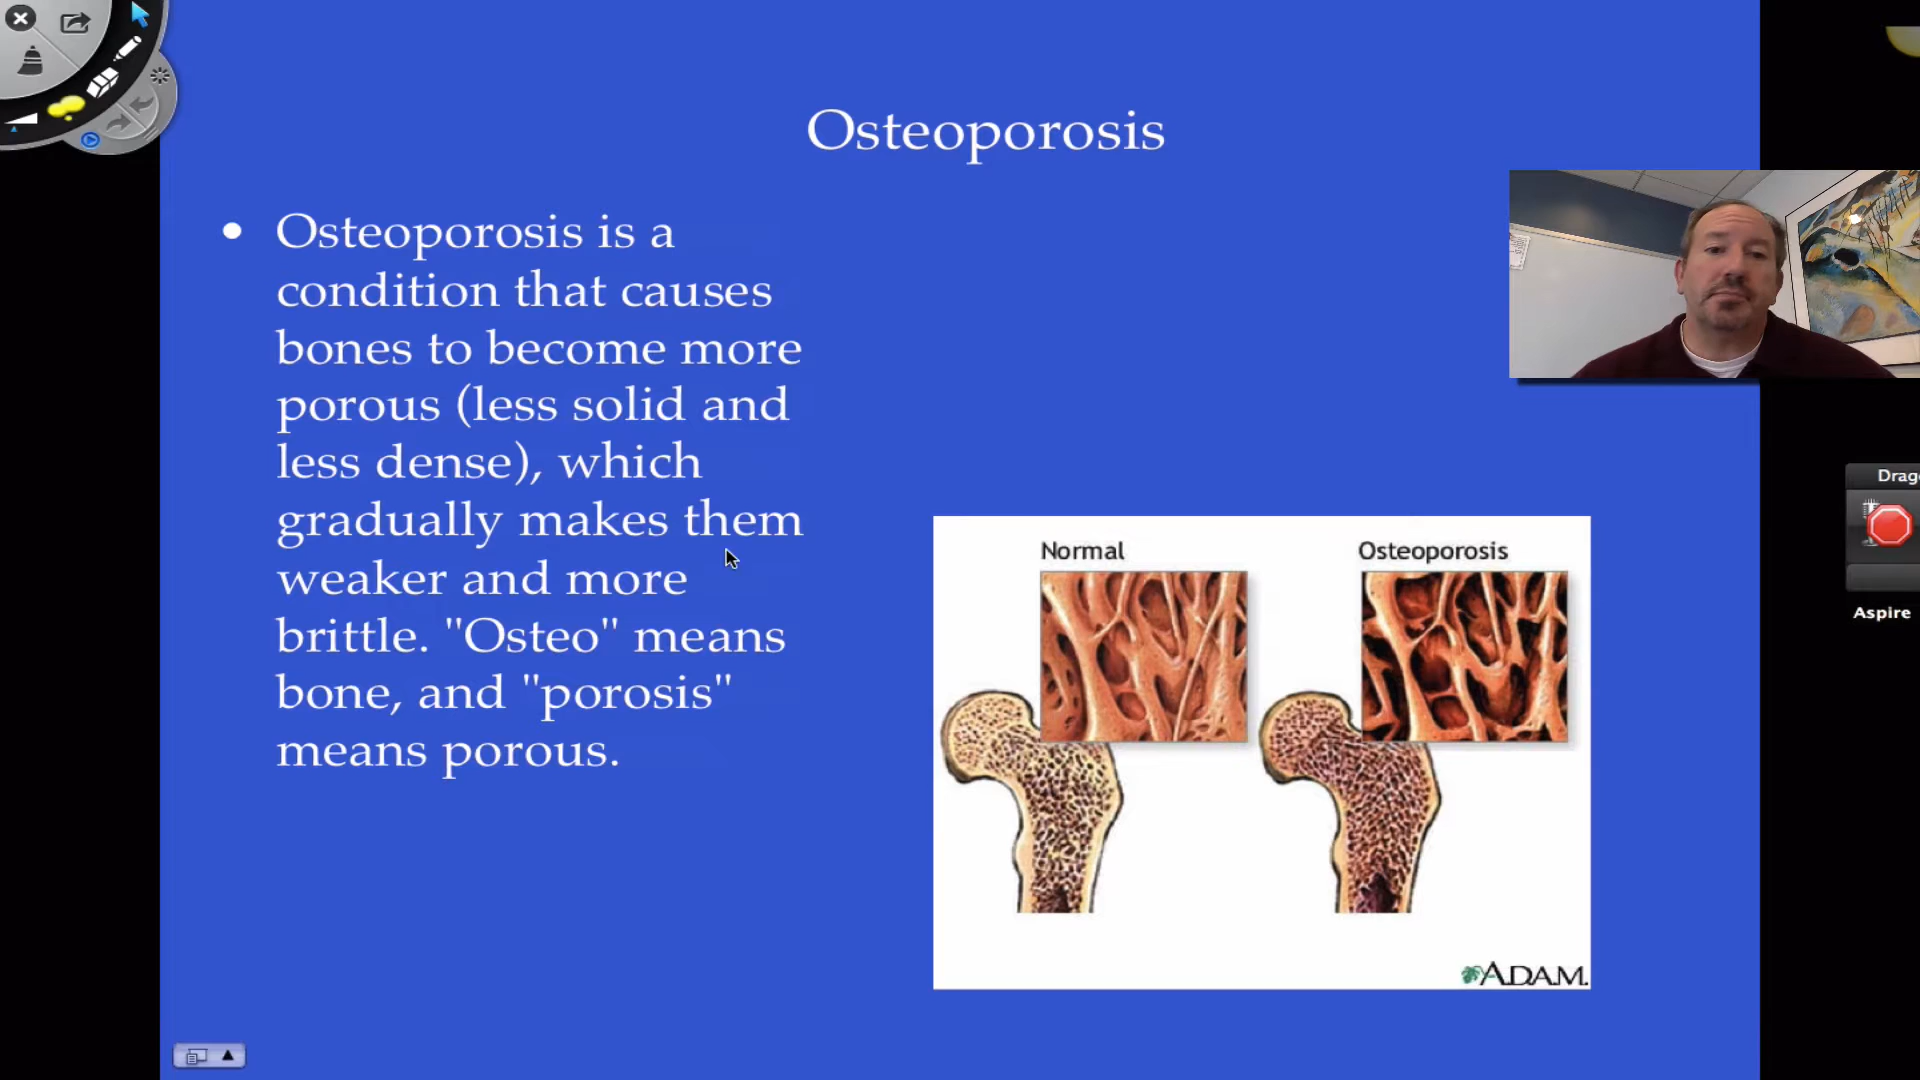 Osteoporosis
• Osteoporosis is a
condition that causes
bones to become more
porous (less solid and
less dense), which
gradually makes them
weaker and more
brittle. "Osteo" means
bone, and "porosis"
means porous.
Normal
Osteoporosis
A.D.A.M.
Drag
Aspire